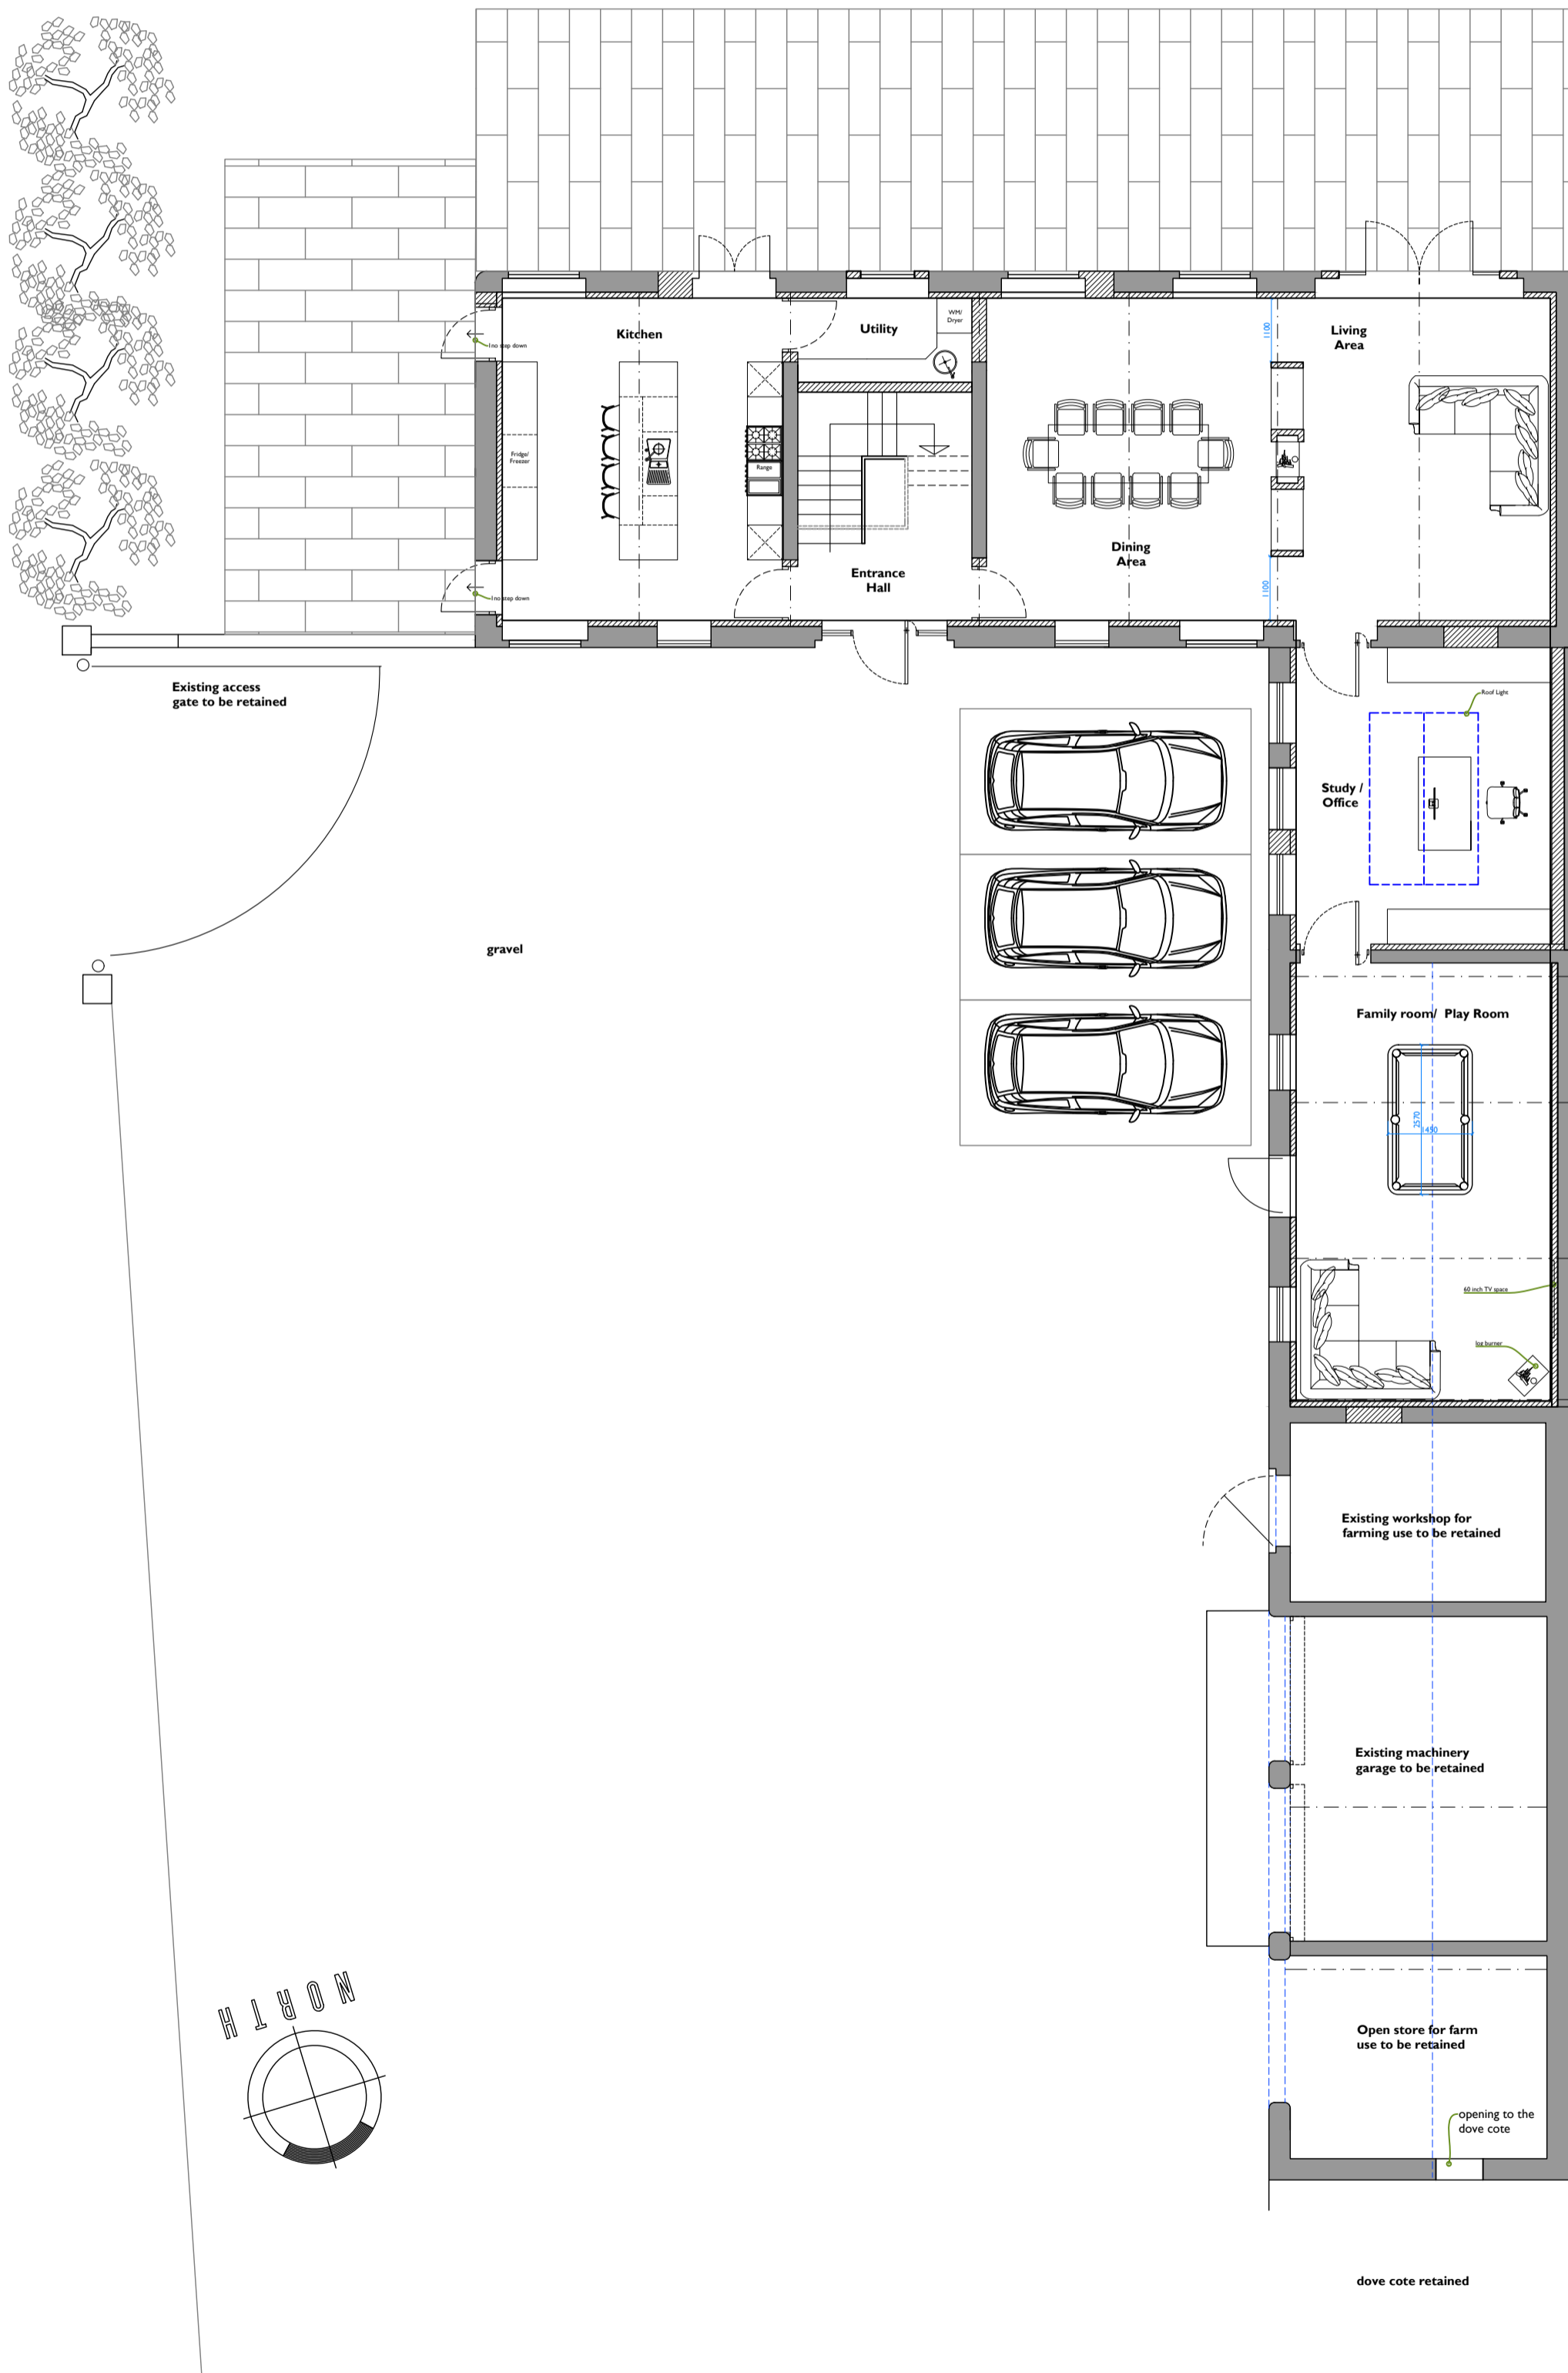 Kitchen
Utility
WM/
Dryer
1100
Living
Area
1no step down
Fridge/
Freezer
Range
Dining
Area
Entrance
Hall
1100
1no step down
Existing access
gate to be retained
Roof Light
Study /
Office
gravel
Family room/ Play Room
2570
1450
60 inch TV space
log burner
Existing workshop for
farming use to be retained
Existing machinery
garage to be retained
NORTH
Open store for farm
use to be retained
opening to the
dove cote
dove cote retained